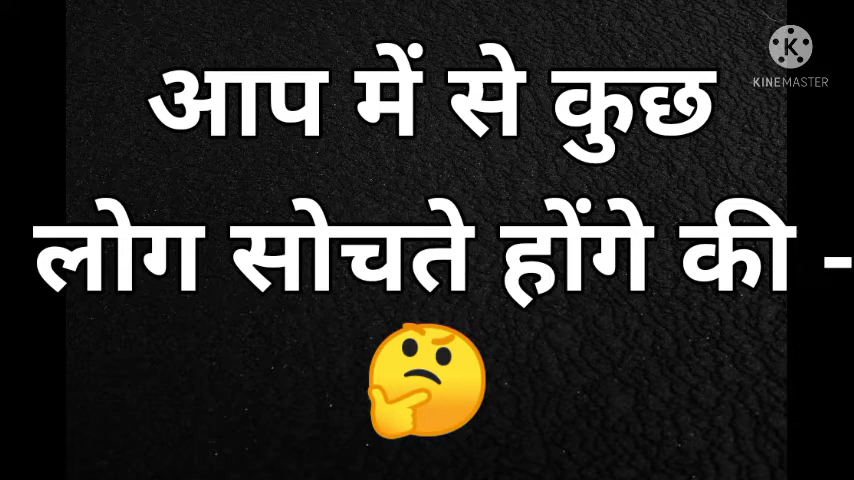 KINEMASTER
आप में से कुछ
लोग सोचते होंगे की -